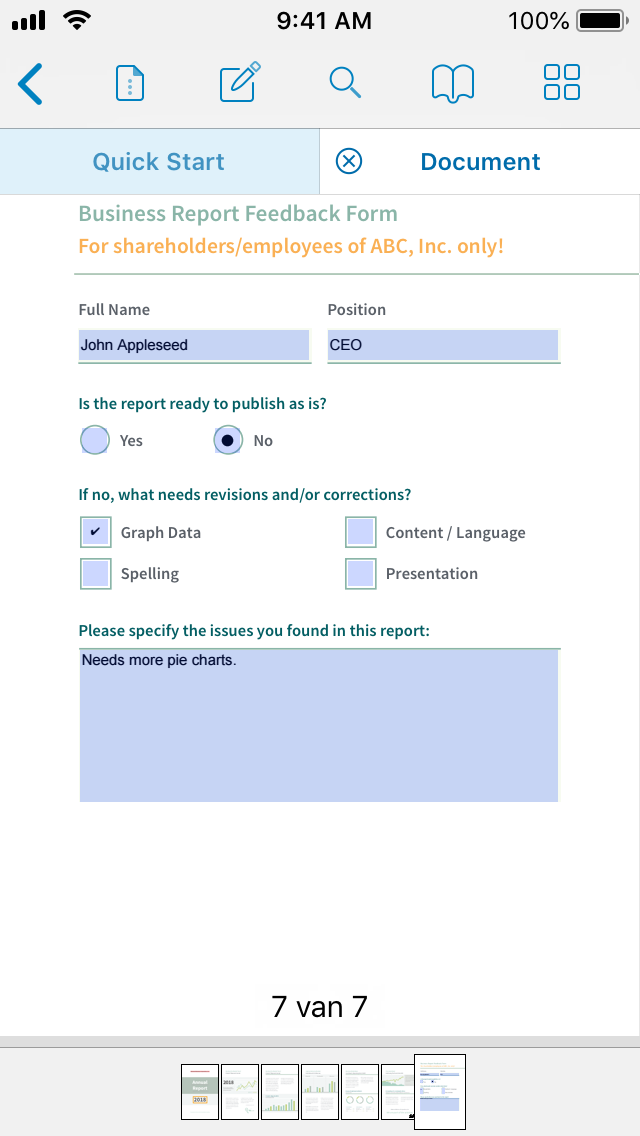 9:41 AM 100%
Quick Start Document
Business Report Feedback Form
For shareholders/employees of ABC, Inc. only!
Full Name Position
John Appleseed CEO
Is the report ready to publish as is?
Yes No
If no, what needs revisions and/or corrections?
Graph Data Content / Language
Spelling Presentation
Please specify the issues you found in this report:
Needs more pie charts.
7 van 7
Annual
Report
2018
2018